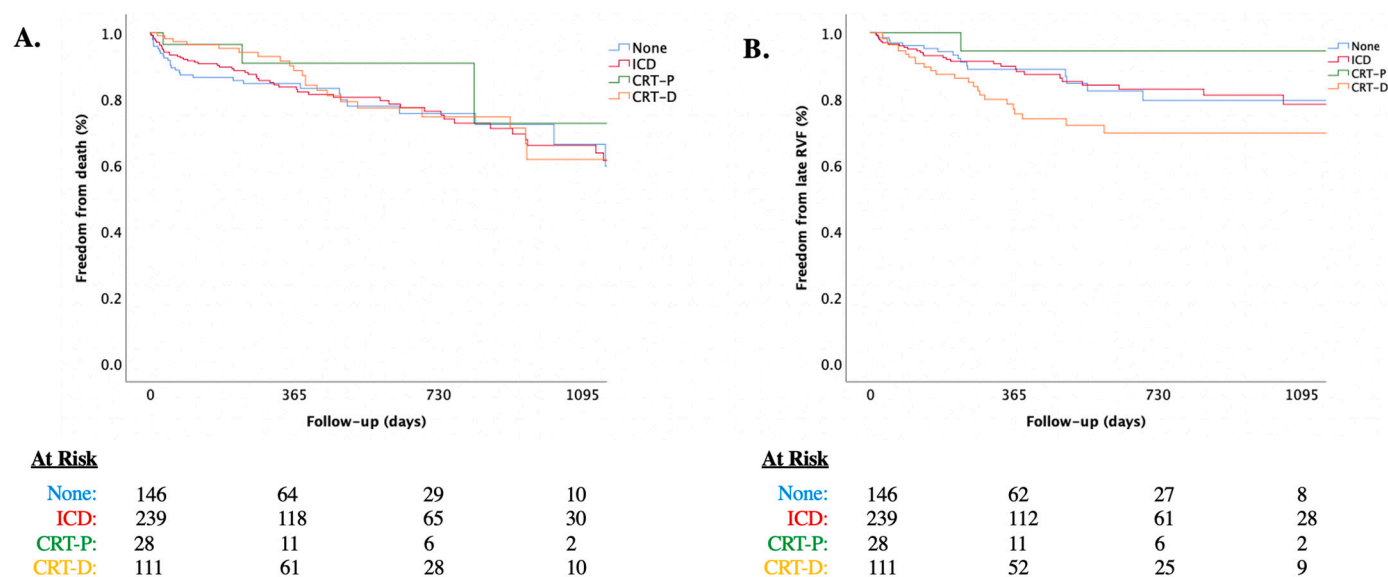 A.
Freedom from death (%)
1.0
0.8
0.6
0.4
0.2
0.0
0 365 730 1095
Follow-up (days)
None
ICD
CRT-P
CRT-D
At Risk
None: 146 64 29 10
ICD: 239 118 65 30
CRT-P: 28 11 6 2
CRT-D: 111 61 28 10
B.
Freedom from late RVF (%)
1.0
0.8
0.6
0.4
0.2
0.0
0 365 730 1095
Follow-up (days)
None
ICD
CRT-P
CRT-D
At Risk
None: 146 62 27 8
ICD: 239 112 61 28
CRT-P: 28 11 6 2
CRT-D: 111 52 25 9